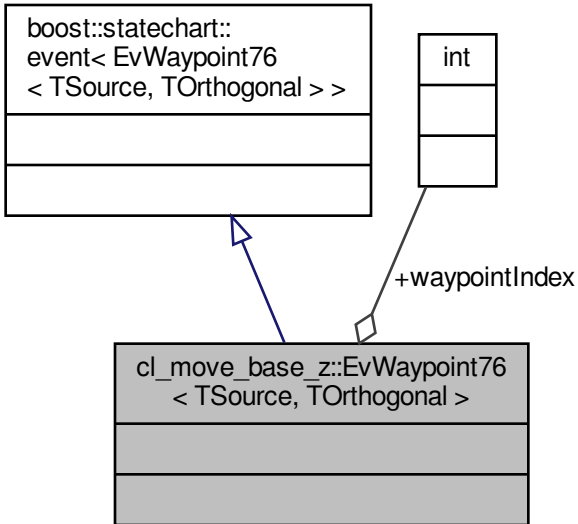 boost::statechart::
event< EvWaypoint76
< TSource, TOrthogonal > >
int
+waypointIndex
cl_move_base_z::EvWaypoint76
< TSource, TOrthogonal >